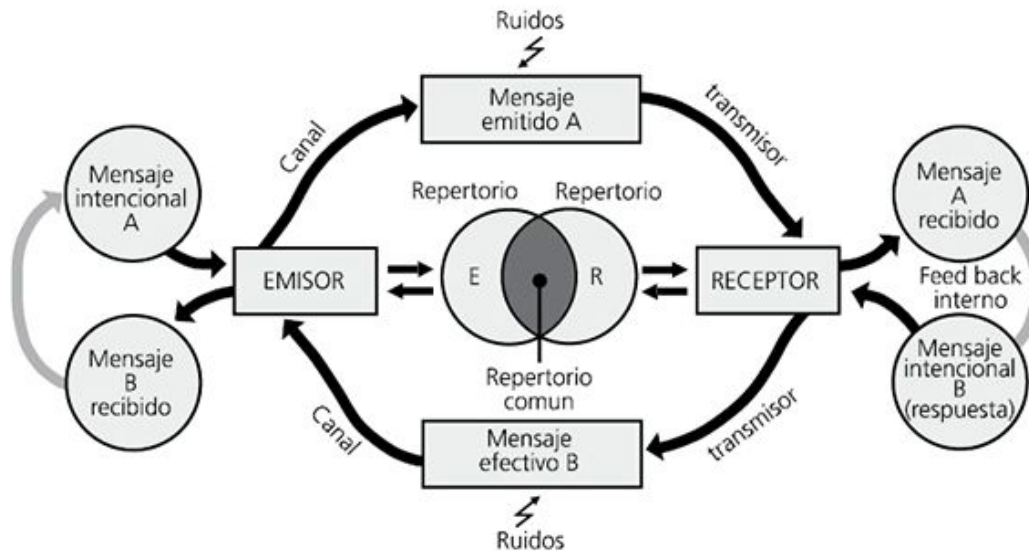 Ruidos
Mensaje
emitido A
Canal
transmisor
Mensaje
intencional
A
Repertorio
Repertorio
Mensaje
A
recibido
EMISOR
E
R
RECEPTOR
Feed back
interno
Mensaje
B
recibido
Repertorio
comun
Mensaje
intencional
B
(respuesta)
Canal
Mensaje
efectivo B
transmisor
Ruidos